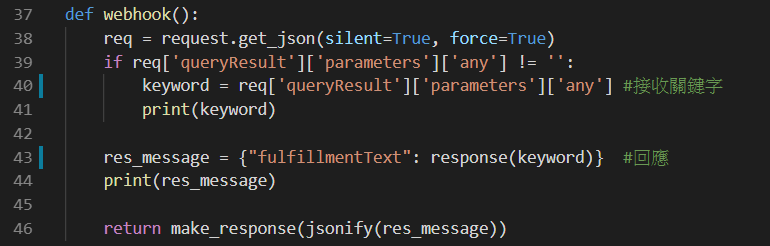 37 def webhook():
38     req = request.get_json(silent=True, force=True)
39     if req['queryResult']['parameters']['any'] != '':
40         keyword = req['queryResult']['parameters']['any'] #接收關鍵字
41         print(keyword)
42
43     res_message = {"fulfillmentText": response(keyword)}  #回應
44     print(res_message)
45
46     return make_response(jsonify(res_message))